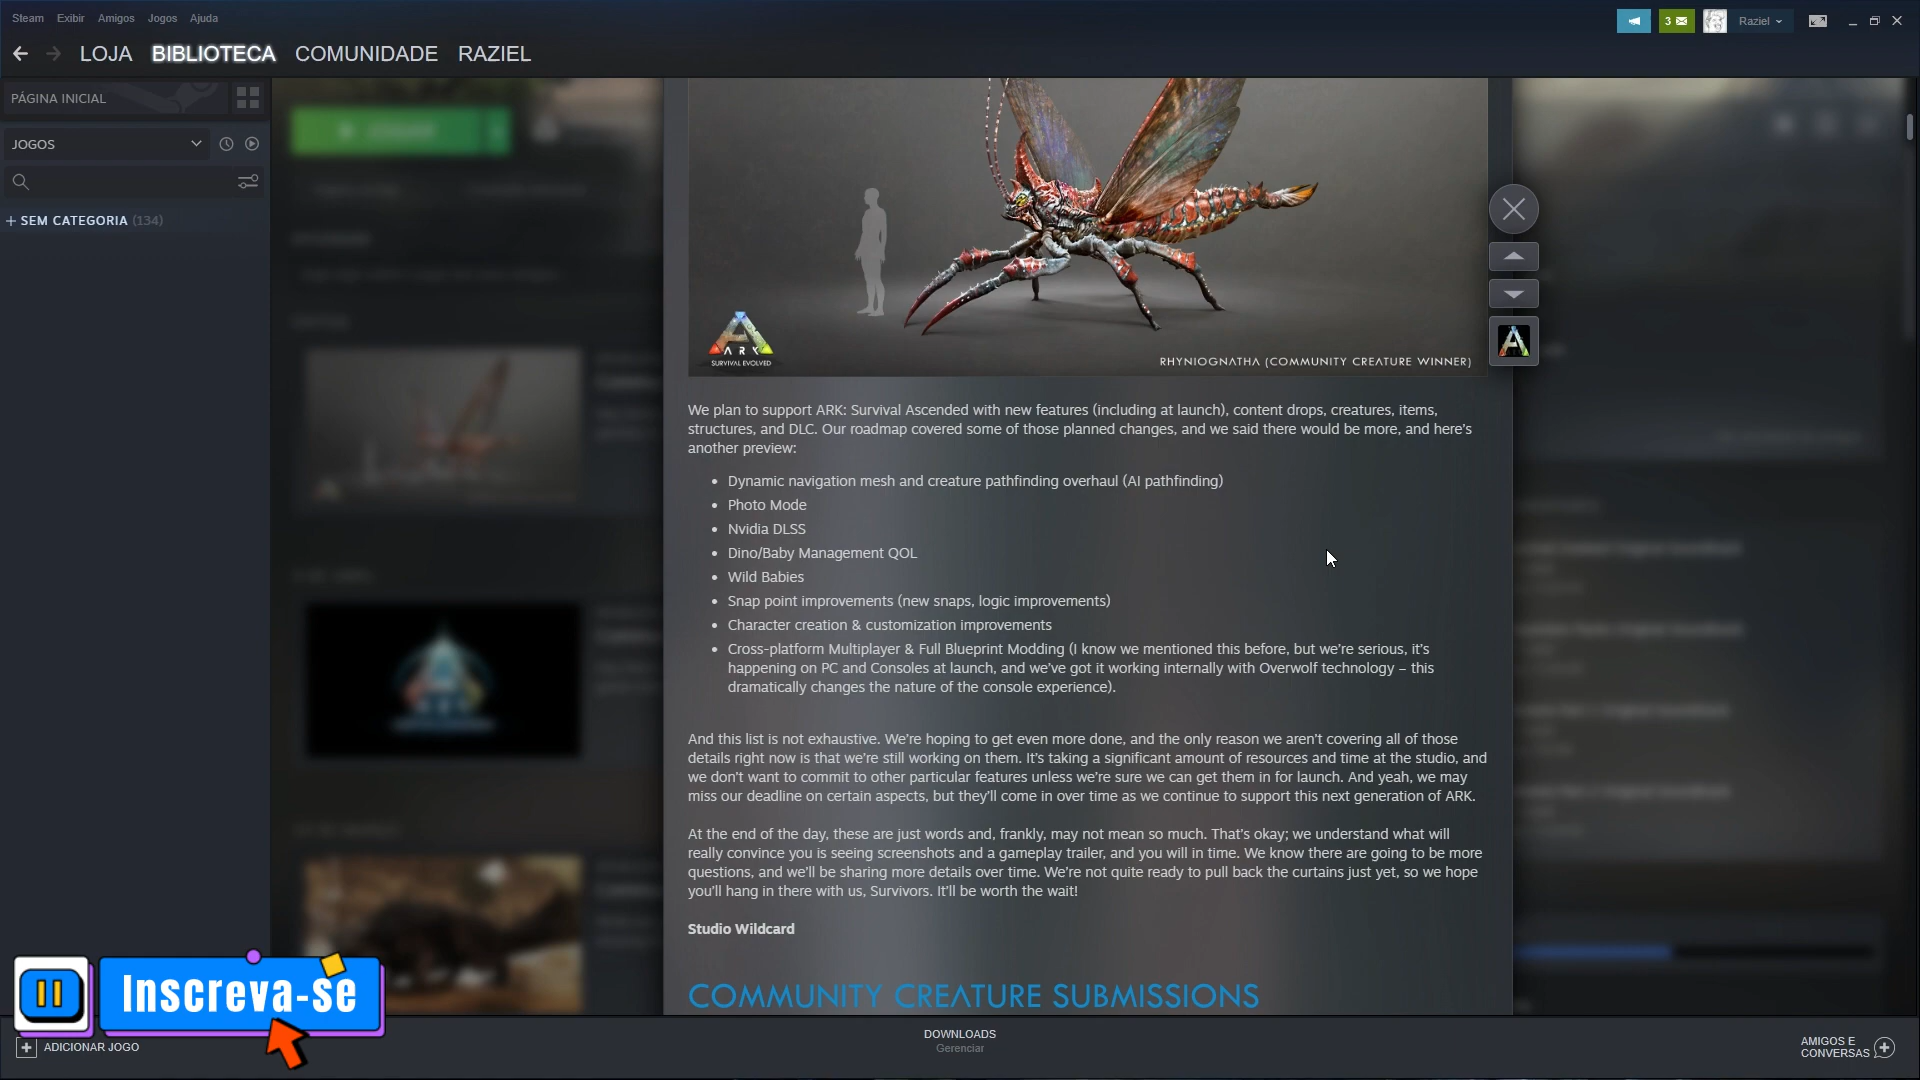 Steam Exibir Amigos Jogos Ajuda
3
Raziel
LOJA BIBLIOTECA COMUNIDADE RAZIEL
PÁGINA INICIAL
JOGOS
SEM CATEGORIA (134)
ARK
SURVIVAL EVOLVED
RHYNIOGNATHA (COMMUNITY CREATURE WINNER)
We plan to support ARK: Survival Ascended with new features (including at launch), content drops, creatures, items,
structures, and DLC. Our roadmap covered some of those planned changes, and we said there would be more, and here's
another preview:
• Dynamic navigation mesh and creature pathfinding overhaul (AI pathfinding)
• Photo Mode
• Nvidia DLSS
• Dino/Baby Management QOL
• Wild Babies
• Snap point improvements (new snaps, logic improvements)
• Character creation & customization improvements
• Cross-platform Multiplayer & Full Blueprint Modding (I know we mentioned this before, but we're serious, it's
happening on PC and Consoles at launch, and we've got it working internally with Overwolf technology – this
dramatically changes the nature of the console experience).
And this list is not exhaustive. We're hoping to get even more done, and the only reason we aren't covering all of those
details right now is that we're still working on them. It's taking a significant amount of resources and time at the studio, and
we don't want to commit to other particular features unless we're sure we can get them in for launch. And yeah, we may
miss our deadline on certain aspects, but they'll come in over time as we continue to support this next generation of ARK.
At the end of the day, these are just words and, frankly, may not mean so much. That's okay; we understand what will
really convince you is seeing screenshots and a gameplay trailer, and you will in time. We know there are going to be more
questions, and we'll be sharing more details over time. We're not quite ready to pull back the curtains just yet, so we hope
you'll hang in there with us, Survivors. It'll be worth the wait!
Studio Wildcard
COMMUNITY CREATURE SUBMISSIONS
Inscreva-se
ADICIONAR JOGO
DOWNLOADS
Gerenciar
AMIGOS E
CONVERSAS